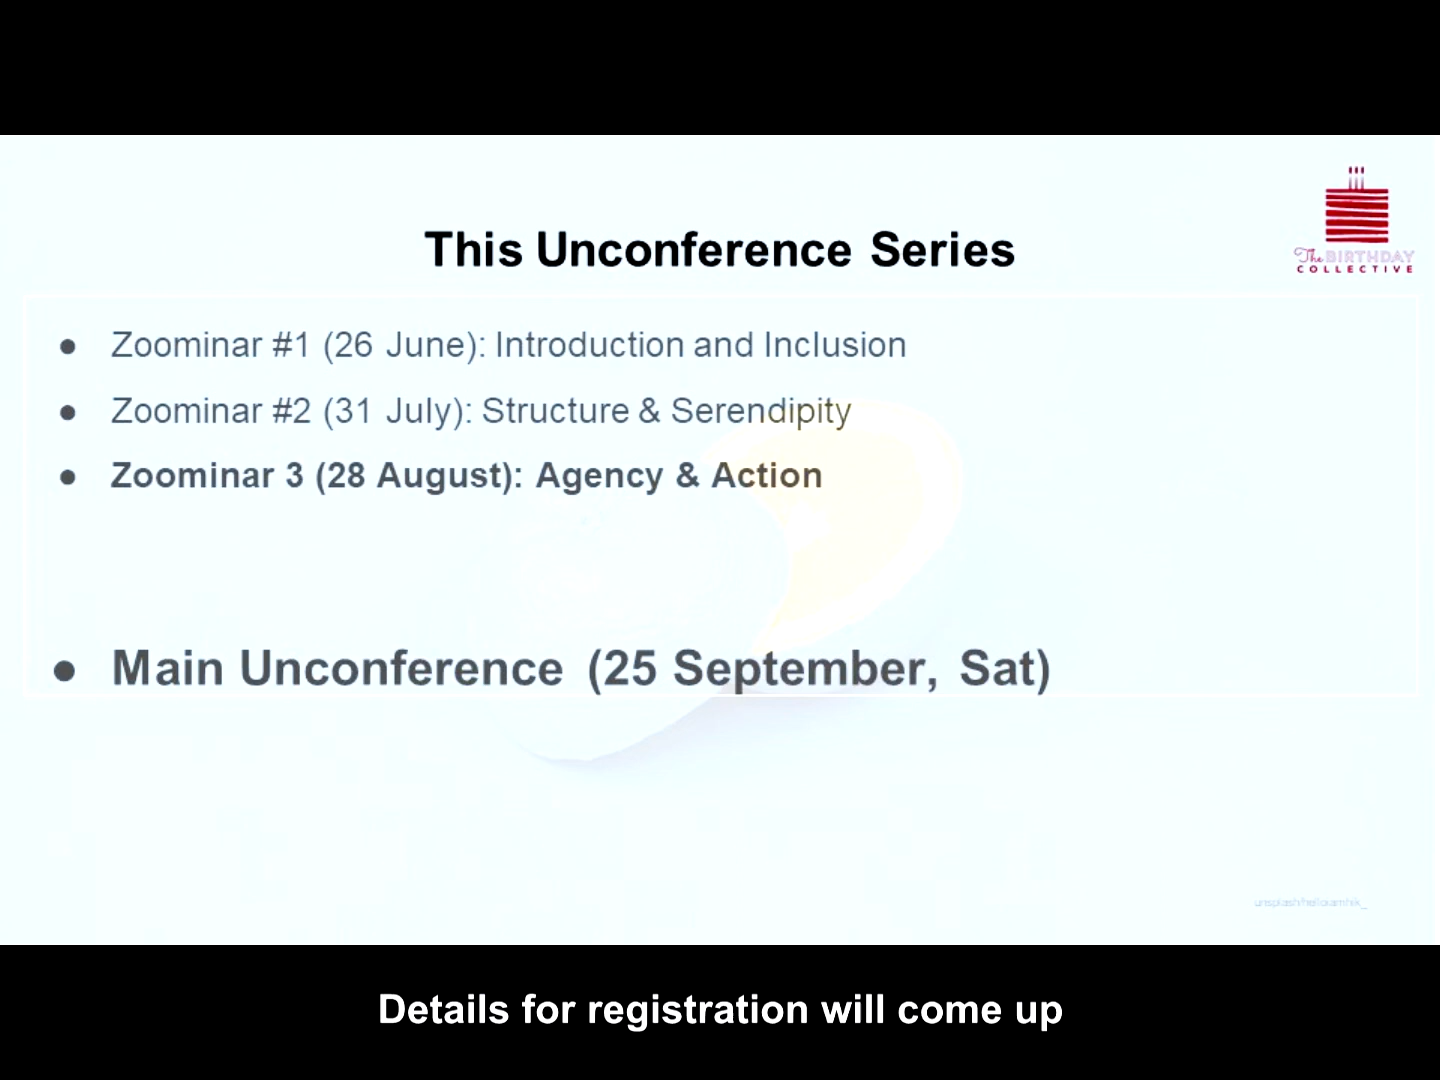 This Unconference Series
The BIRTHDAY
COLLECTIVE
● Zoominar #1 (26 June): Introduction and Inclusion
● Zoominar #2 (31 July): Structure & Serendipity
● Zoominar 3 (28 August): Agency & Action
● Main Unconference (25 September, Sat)
Details for registration will come up